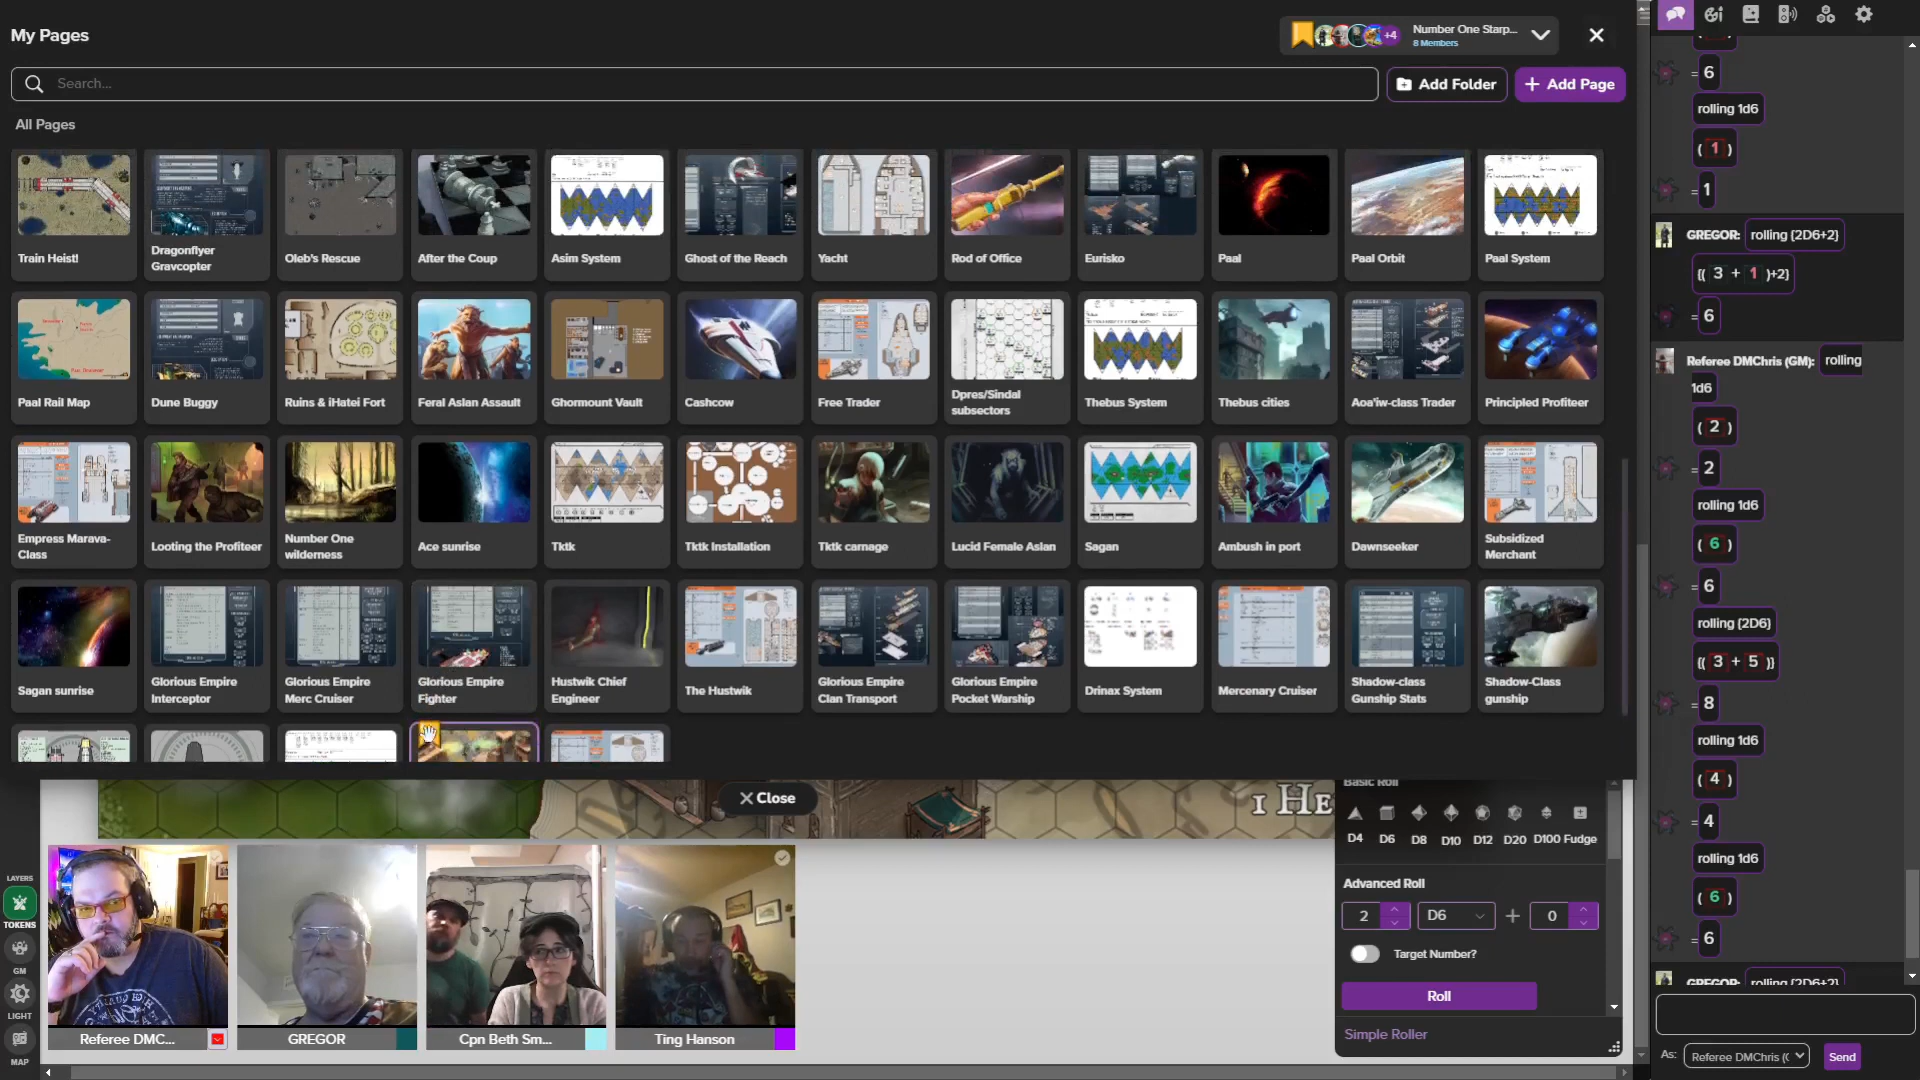 My Pages
+4
Number One Starp...
8 Members
Search...
Add Folder
Add Page
All Pages
Train Heist!
Dragonflyer Gravcopter
Oleb's Rescue
After the Coup
Asim System
Ghost of the Reach
Yacht
Rod of Office
Eurisko
Paal
Paal Orbit
Paal System
Paal Rail Map
Dune Buggy
Ruins & iHatei Fort
Feral Aslan Assault
Ghormount Vault
Cashcow
Free Trader
Dpres/Sindal subsectors
Thebus System
Thebus cities
Aoa'iw-class Trader
Principled Profiteer
Empress Marava-Class
Looting the Profiteer
Number One wilderness
Ace sunrise
Tktk
Tktk Installation
Tktk carnage
Lucid Female Aslan
Sagan
Ambush in port
Dawnseeker
Subsidized Merchant
Sagan sunrise
Glorious Empire Interceptor
Glorious Empire Merc Cruiser
Glorious Empire Fighter
Hustwik Chief Engineer
The Hustwik
Glorious Empire Clan Transport
Glorious Empire Pocket Warship
Drinax System
Mercenary Cruiser
Shadow-class Gunship Stats
Shadow-Class gunship
Close
1 HE
Basic Roll
D4 D6 D8 D10 D12 D20 D100 Fudge
Advanced Roll
2 D6 + 0
Target Number?
Roll
Simple Roller
LAYERS
TOKENS
GM
LIGHT
MAP
Referee DMC...
GREGOR
Cpn Beth Sm...
Ting Hanson
=6
rolling 1d6
(1)
=1
GREGOR: rolling {2D6+2}
{(3+1)+2}
=6
Referee DMChris (GM): rolling
1d6
(2)
=2
rolling 1d6
(6)
=6
rolling {2D6}
{(3+5)}
=8
rolling 1d6
(4)
=4
rolling 1d6
(6)
=6
GREGOR: rolling {2D6+2}
As: Referee DMChris (
Send